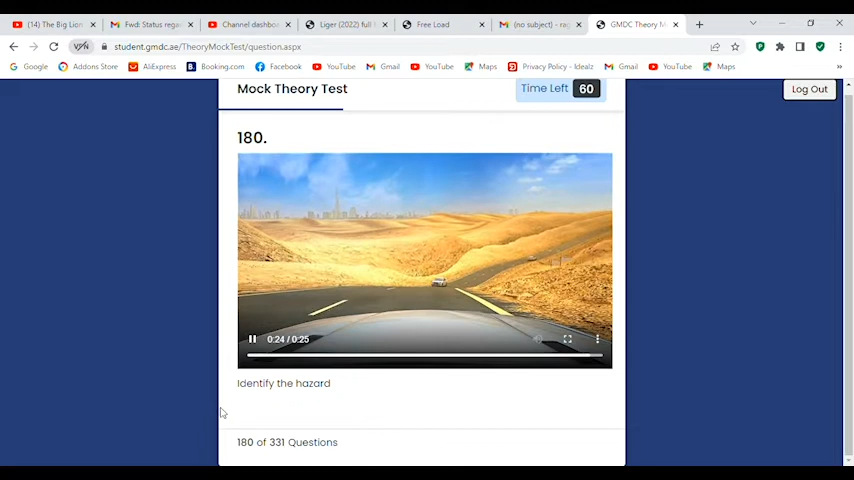 (14) The Big Lion
Fwd: Status rega
Channel dashbo
Liger (2022) full
Free Load
(no subject) - ra
GMDC Theory M
VPN
student.gmdc.ae/TheoryMockTest/question.aspx
Google
Addons Store
AliExpress
Booking.com
Facebook
YouTube
Gmail
YouTube
Maps
Privacy Policy - Idealz
Gmail
YouTube
Maps
»
Mock Theory Test
Time Left 60
Log Out
180.
0:24 / 0:25
Identify the hazard
180 of 331 Questions